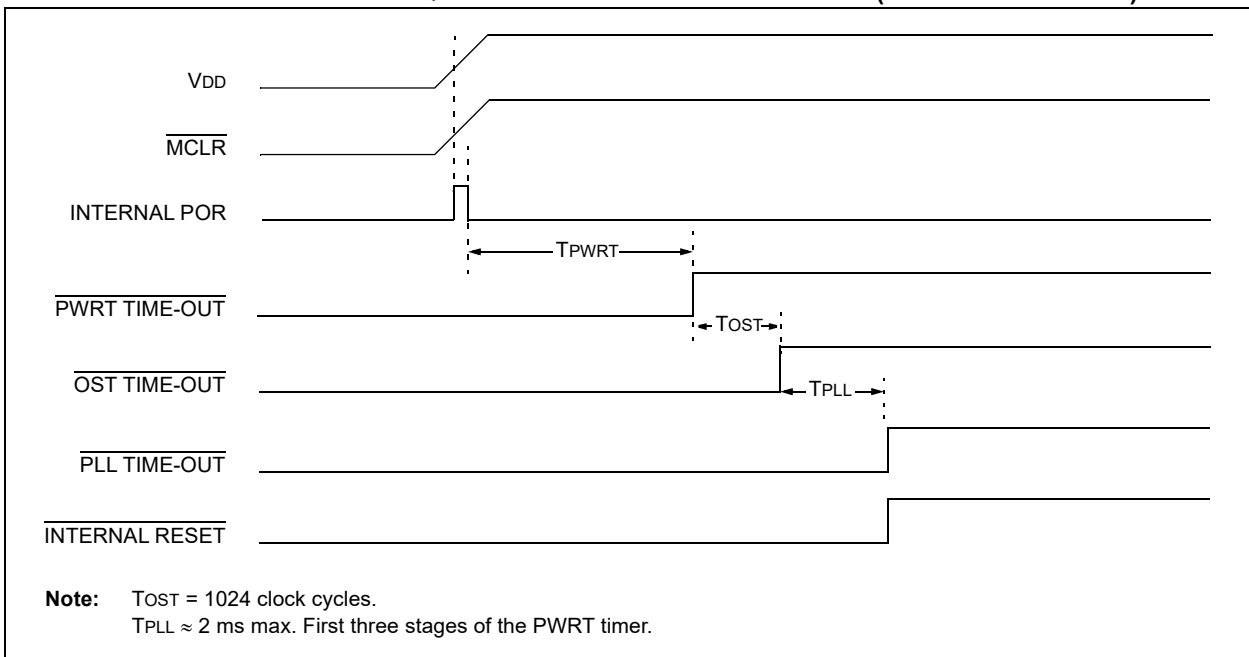 VDD
MCLR
INTERNAL POR
TPWRT
PWRT TIME-OUT
TOST
OST TIME-OUT
TPLL
PLL TIME-OUT
INTERNAL RESET
Note: TOST = 1024 clock cycles.
TPLL ≈ 2 ms max. First three stages of the PWRT timer.